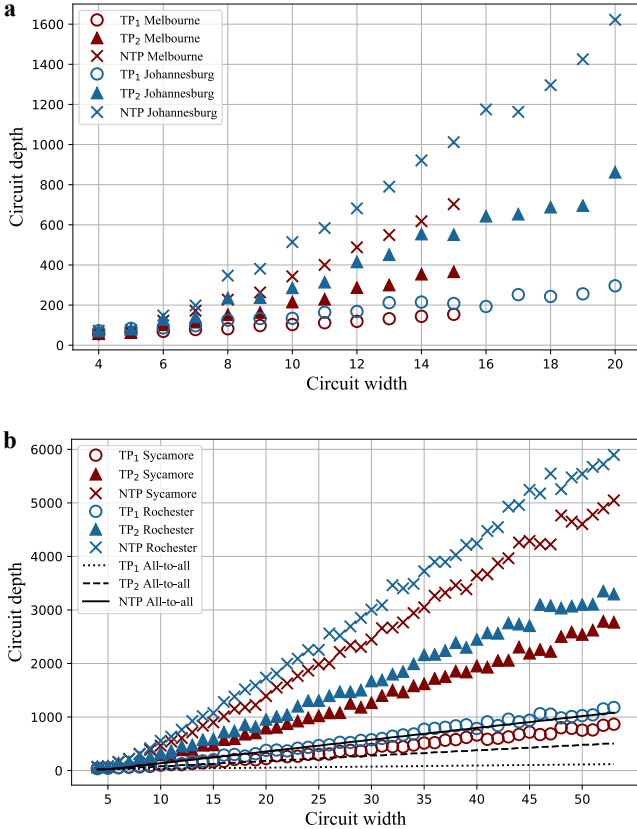 a
1600
1400
1200
1000
800
600
400
200
0
Circuit depth
TP₁ Melbourne
TP₂ Melbourne
NTP Melbourne
TP₁ Johannesburg
TP₂ Johannesburg
NTP Johannesburg
4 6 8 10 12 14 16 18 20
Circuit width
b
6000
5000
4000
3000
2000
1000
0
Circuit depth
TP₁ Sycamore
TP₂ Sycamore
NTP Sycamore
TP₁ Rochester
TP₂ Rochester
NTP Rochester
TP₁ All-to-all
TP₂ All-to-all
NTP All-to-all
5 10 15 20 25 30 35 40 45 50
Circuit width